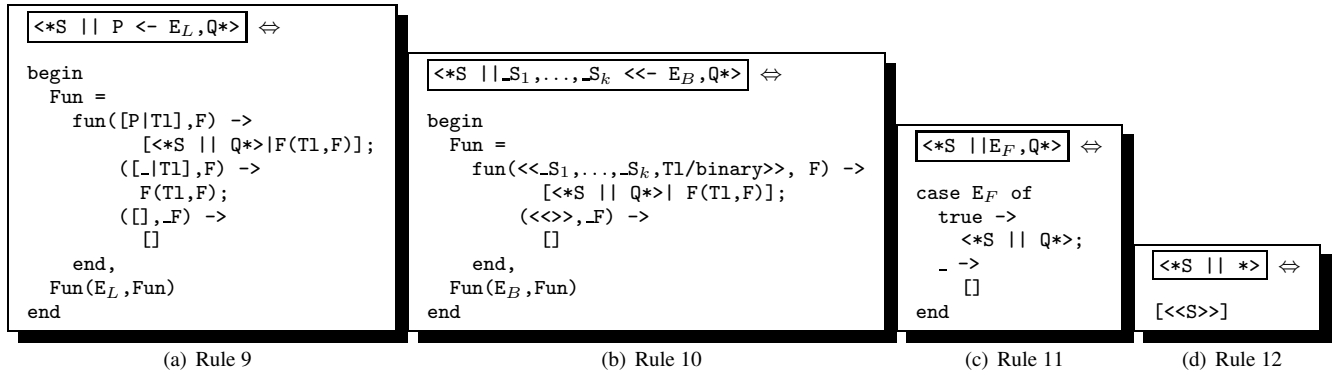 <*S || P <- E_L,Q*> ⇔
begin
  Fun =
    fun([P|Tl],F) ->
          [<*S || Q*>|F(Tl,F)];
       ([_|Tl],F) ->
          F(Tl,F);
       ([],_F) ->
          []
    end,
  Fun(E_L,Fun)
end
(a) Rule 9
<*S ||_S_1,...,_S_k <<- E_B,Q*> ⇔
begin
  Fun =
    fun(<<_S_1,...,_S_k,Tl/binary>>, F) ->
          [<*S || Q*>| F(Tl,F)];
       (<<>>,_F) ->
          []
    end,
  Fun(E_B,Fun)
end
(b) Rule 10
<*S ||E_F,Q*> ⇔
case E_F of
  true ->
    <*S || Q*>;
  _ ->
    []
end
(c) Rule 11
<*S || *> ⇔
[<<S>>]
(d) Rule 12